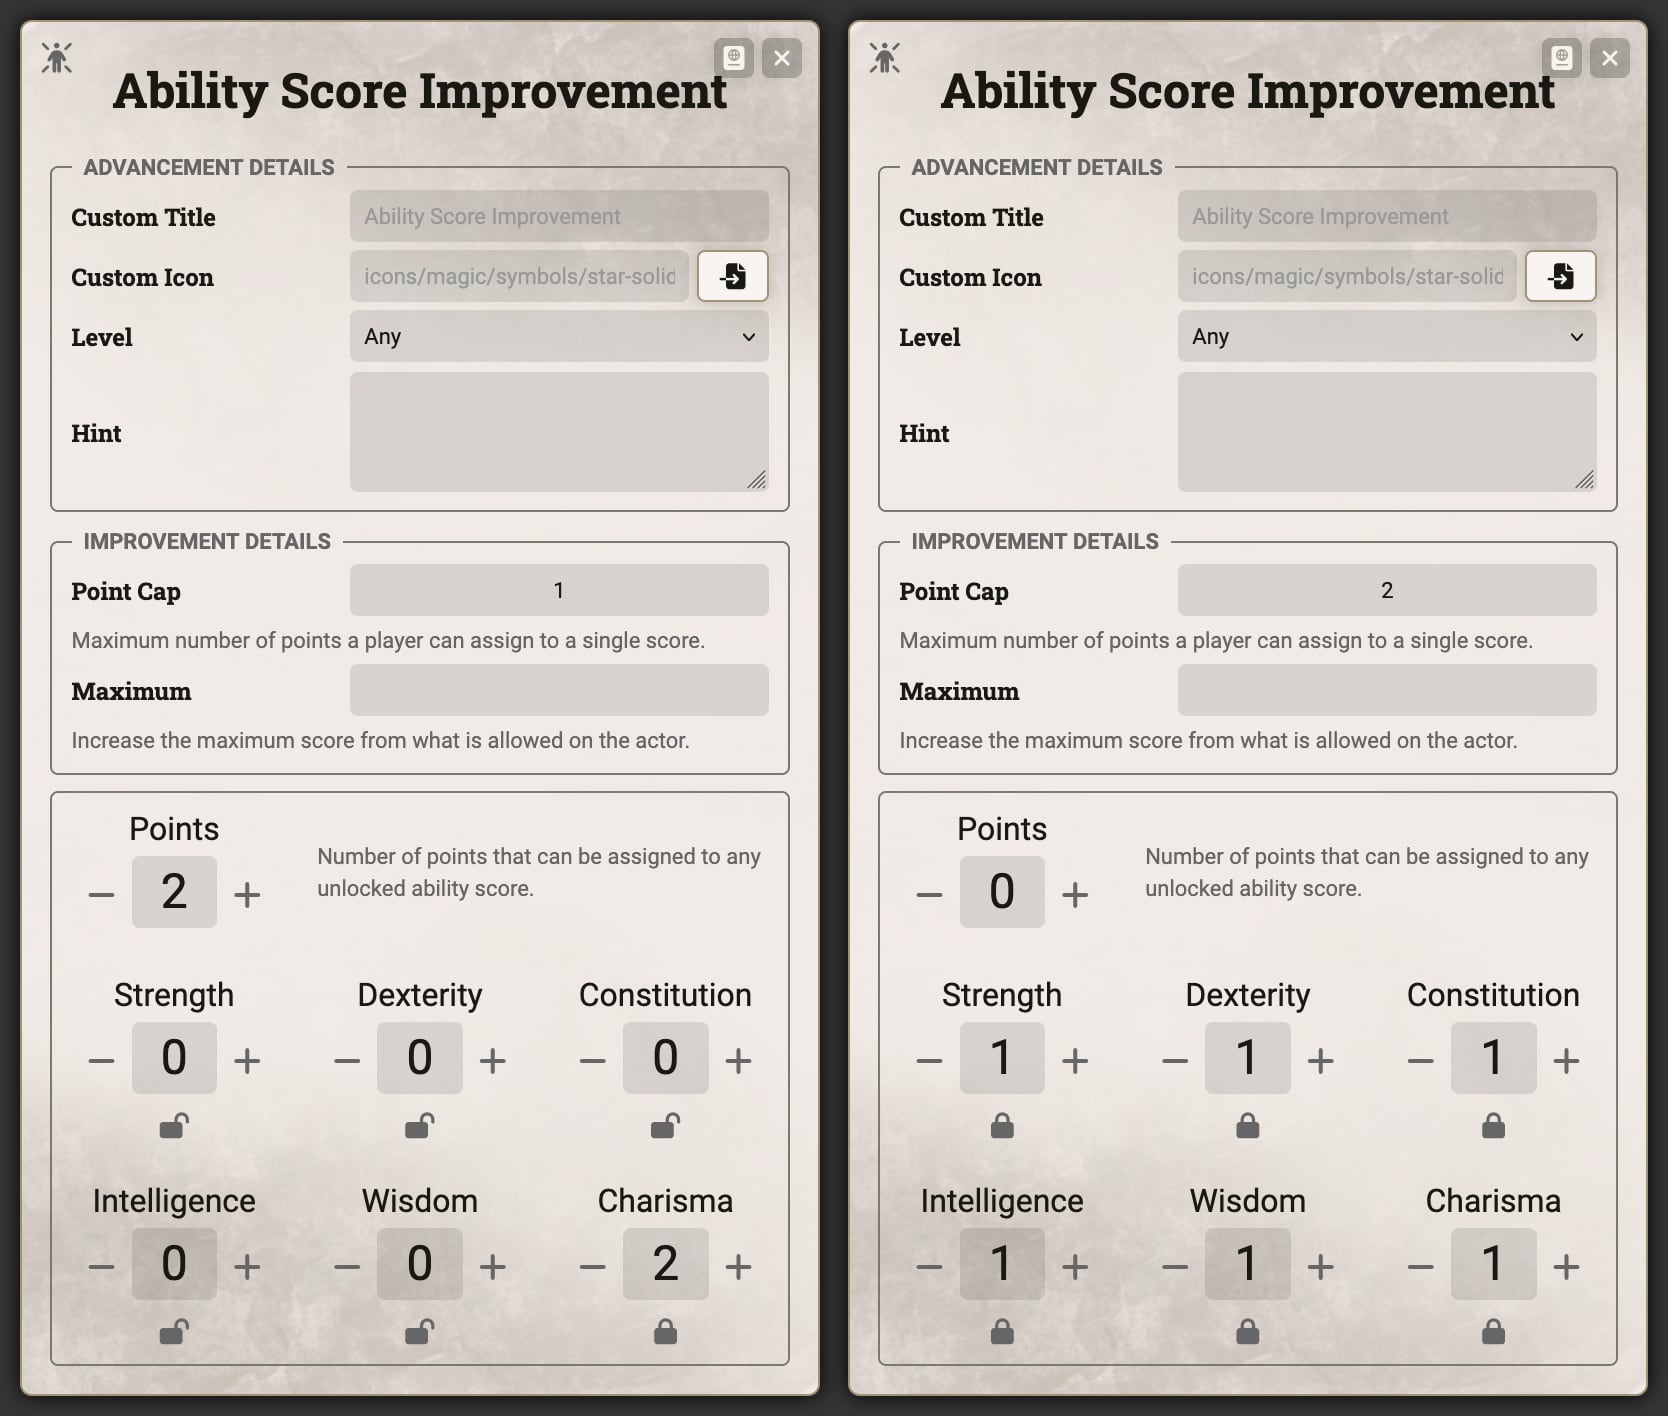 Ability Score Improvement
ADVANCEMENT DETAILS
Custom Title
Ability Score Improvement
Custom Icon
icons/magic/symbols/star-solid
Level
Any
Hint
IMPROVEMENT DETAILS
Point Cap
1
Maximum number of points a player can assign to a single score.
Maximum
Increase the maximum score from what is allowed on the actor.
Points
2
Number of points that can be assigned to any
unlocked ability score.
Strength Dexterity Constitution
0 0 0
Intelligence Wisdom Charisma
0 0 2
Ability Score Improvement
ADVANCEMENT DETAILS
Custom Title
Ability Score Improvement
Custom Icon
icons/magic/symbols/star-solid
Level
Any
Hint
IMPROVEMENT DETAILS
Point Cap
2
Maximum number of points a player can assign to a single score.
Maximum
Increase the maximum score from what is allowed on the actor.
Points
0
Number of points that can be assigned to any
unlocked ability score.
Strength Dexterity Constitution
1 1 1
Intelligence Wisdom Charisma
1 1 1